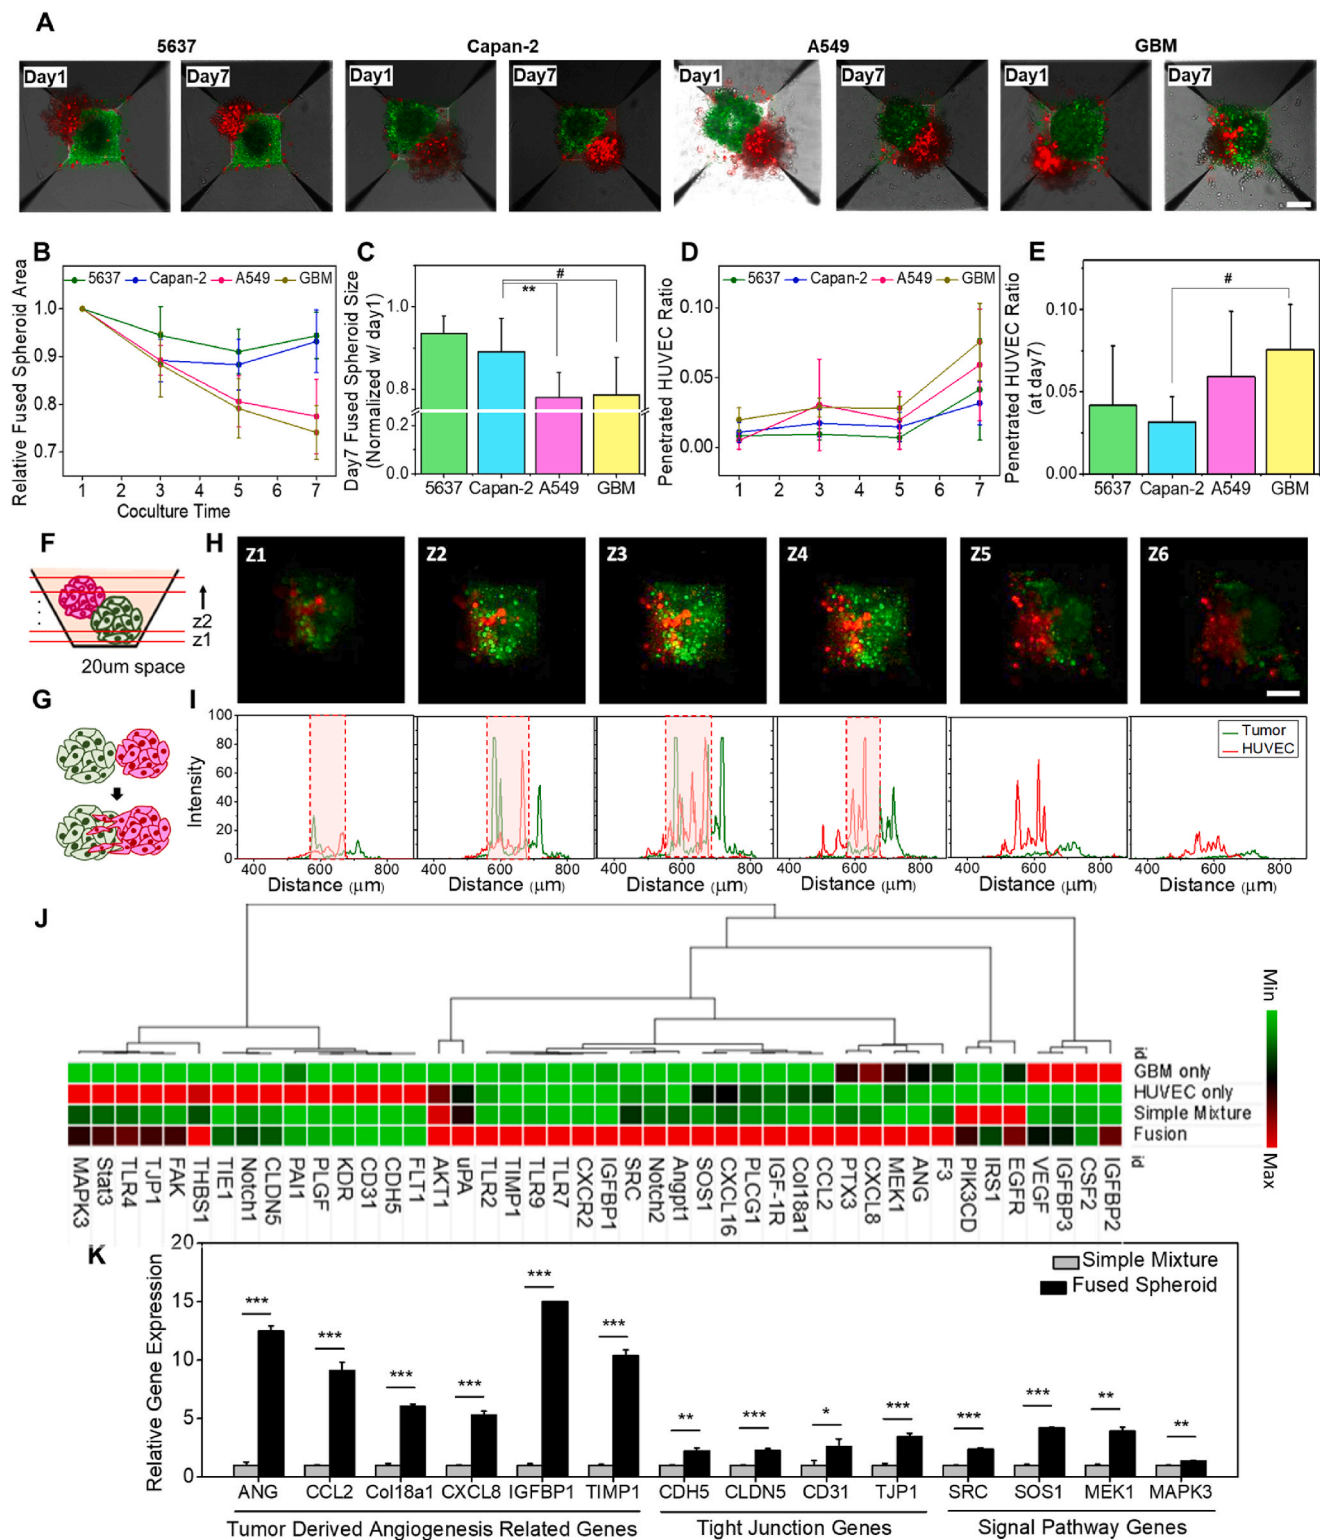 A
5637 Capan-2 A549 GBM
Day1 Day7 Day1 Day7 Day1 Day7 Day1 Day7
B
5637 Capan-2 A549 GBM
Relative Fused Spheroid Area
1.0
0.9
0.8
0.7
1 2 3 4 5 6 7
Coculture Time
C
Day7 Fused Spheroid Size
(Normalized w/ day1)
#
**
1.0
0.8
0.2
0.0
5637 Capan-2 A549 GBM
D
5637 Capan-2 A549 GBM
Penetrated HUVEC Ratio
0.10
0.05
0.00
1 2 3 4 5 6 7
E
Penetrated HUVEC Ratio
(at day7)
#
0.10
0.05
0.00
5637 Capan-2 A549 GBM
F
z2
z1
20um space
G
H
Z1 Z2 Z3 Z4 Z5 Z6
I
Intensity
100
80
60
40
20
0
Tumor
HUVEC
400 600 800 400 600 800 400 600 800 400 600 800 400 600 800 400 600 800
Distance (μm) Distance (μm) Distance (μm) Distance (μm) Distance (μm) Distance (μm)
J
Min
Max
id
GBM only
HUVEC only
Simple Mixture
Fusion
id
MAPK3 Stat3 TLR4 TJP1 FAK THBS1 TIE1 Notch1 CLDN5 PAI1 PLGF KDR CD31 CDH5 FLT1 AKT1 uPA TLR2 TIMP1 TLR9 TLR7 CXCR2 IGFBP1 SRC Notch2 Angpt1 SOS1 CXCL16 PLCG1 IGF-1R Col18a1 CCL2 PTX3 CXCL8 MEK1 ANG F3 PIK3CD IRS1 EGFR VEGF IGFBP3 CSF2 IGFBP2
K
Relative Gene Expression
20
15
10
5
0
Simple Mixture
Fused Spheroid
*** *** *** *** *** *** ** *** * *** *** *** ** **
ANG CCL2 Col18a1 CXCL8 IGFBP1 TIMP1 CDH5 CLDN5 CD31 TJP1 SRC SOS1 MEK1 MAPK3
Tumor Derived Angiogenesis Related Genes Tight Junction Genes Signal Pathway Genes